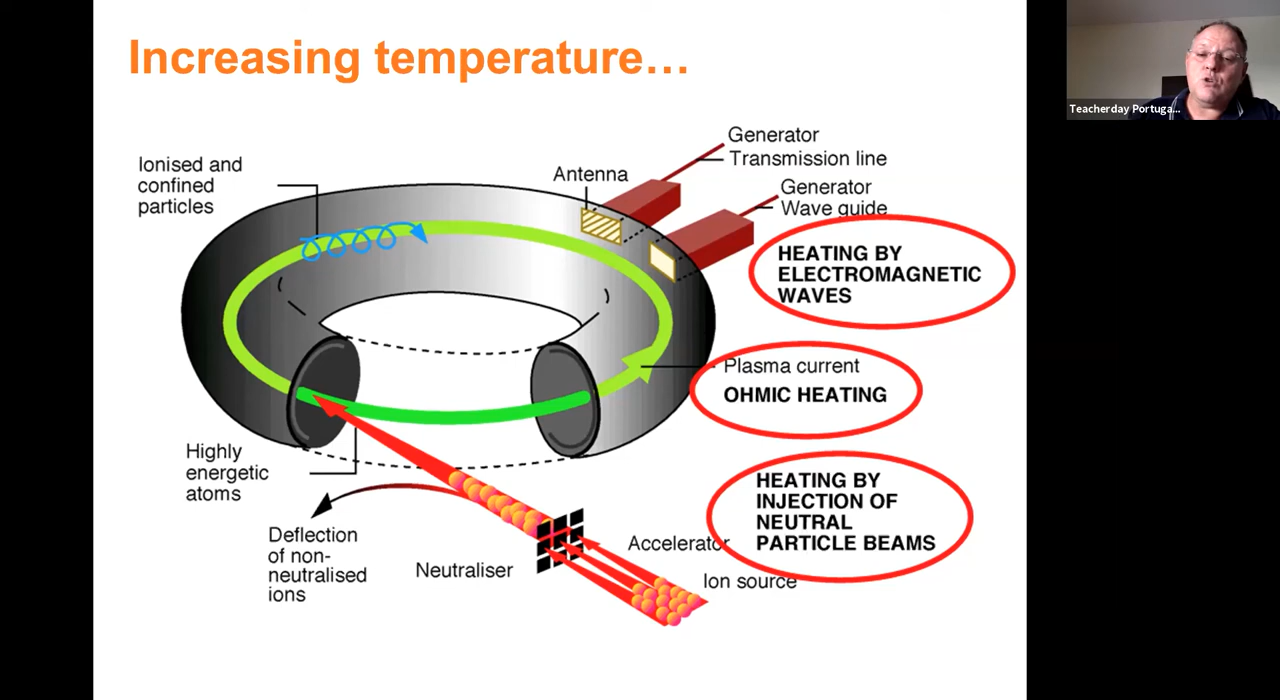 Increasing temperature…
Ionised and
confined
particles
Antenna
Generator
Transmission line
Generator
Wave guide
HEATING BY
ELECTROMAGNETIC
WAVES
Plasma current
OHMIC HEATING
Highly
energetic
atoms
Deflection
of non-
neutralised
ions
Neutraliser
Accelerator
Ion source
HEATING BY
INJECTION OF
NEUTRAL
PARTICLE BEAMS
Teacherday Portuga...